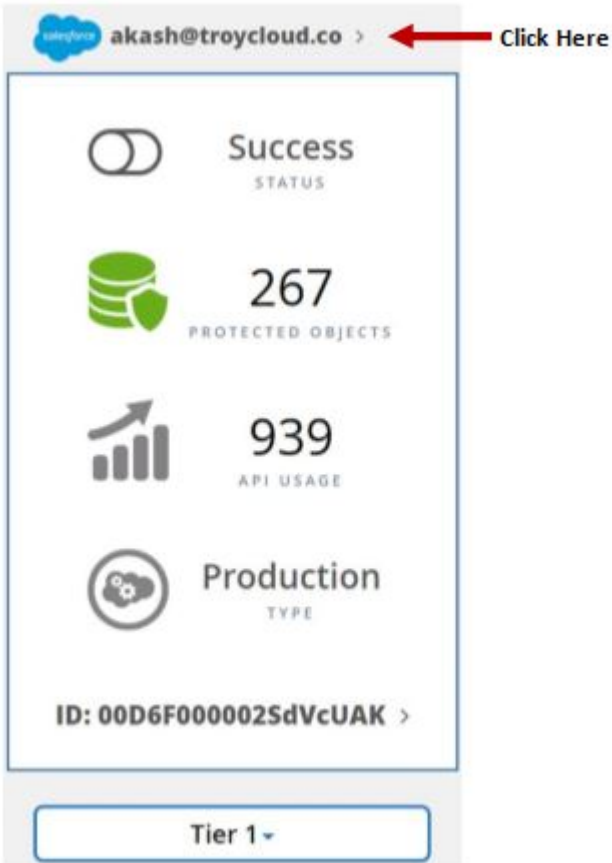 salesforce akash@troycloud.co > Click Here
Success
STATUS
267
PROTECTED OBJECTS
939
API USAGE
Production
TYPE
ID: 00D6F000002SdVcUAK >
Tier 1